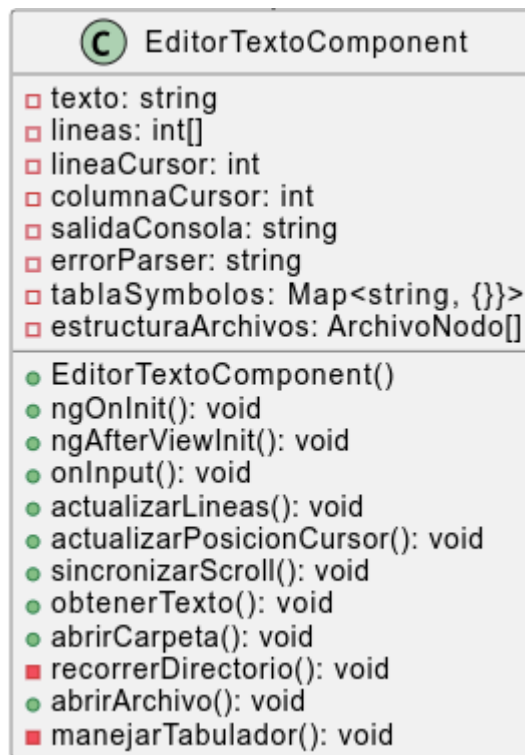 C EditorTextoComponent
texto: string
lineas: int[]
lineaCursor: int
columnaCursor: int
salidaConsola: string
errorParser: string
tablaSymbolos: Map<string, {}}>
estructuraArchivos: ArchivoNodo[]
EditorTextoComponent()
ngOnInit(): void
ngAfterViewInit(): void
onInput(): void
actualizarLineas(): void
actualizarPosicionCursor(): void
sincronizarScroll(): void
obtenerTexto(): void
abrirCarpeta(): void
recorrerDirectorio(): void
abrirArchivo(): void
manejarTabulador(): void